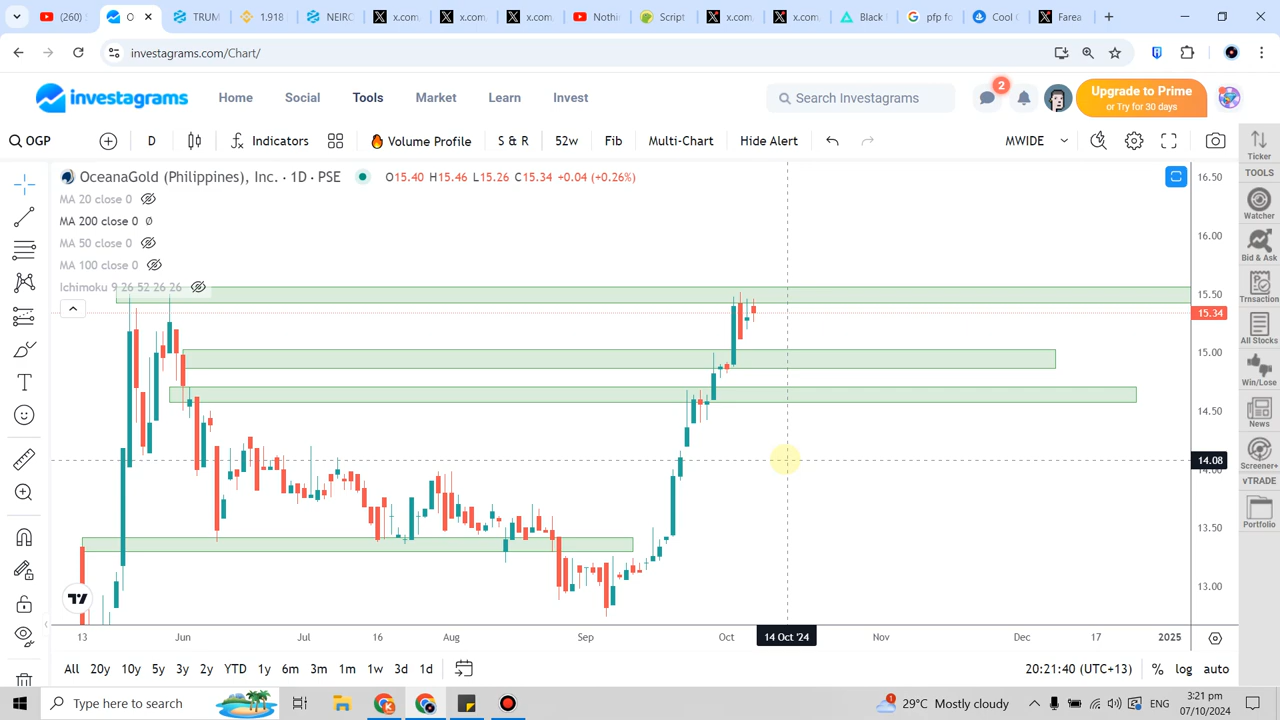 (260)
O
TRUM
1.918
NEIRC
x.com
x.com
x.com
Nothi
Script
x.com
x.com
Black
pfp fo
Cool
Farea
investagrams.com/Chart/
investagrams
Home
Social
Tools
Market
Learn
Invest
Search Investagrams
2
Upgrade to Prime
or Try for 30 days
OGP
D
Indicators
Volume Profile
S & R
52w
Fib
Multi-Chart
Hide Alert
MWIDE
OceanaGold (Philippines), Inc. · 1D · PSE
O15.40 H15.46 L15.26 C15.34 +0.04 (+0.26%)
MA 20 close 0
MA 200 close 0
MA 50 close 0
MA 100 close 0
Ichimoku 9 26 52 26 26
16.50
16.00
15.50
15.34
15.00
14.50
14.08
14.00
13.50
13.00
13
Jun
Jul
16
Aug
Sep
Oct
14 Oct '24
Nov
Dec
17
2025
Ticker
TOOLS
Watcher
Bid & Ask
Trnsaction
All Stocks
Win/Lose
News
Screener+
vTRADE
Portfolio
All
20y
10y
5y
3y
2y
YTD
1y
6m
3m
1m
1w
3d
1d
20:21:40 (UTC+13)
%
log
auto
Type here to search
1
29°C Mostly cloudy
ENG
3:21 pm
07/10/2024